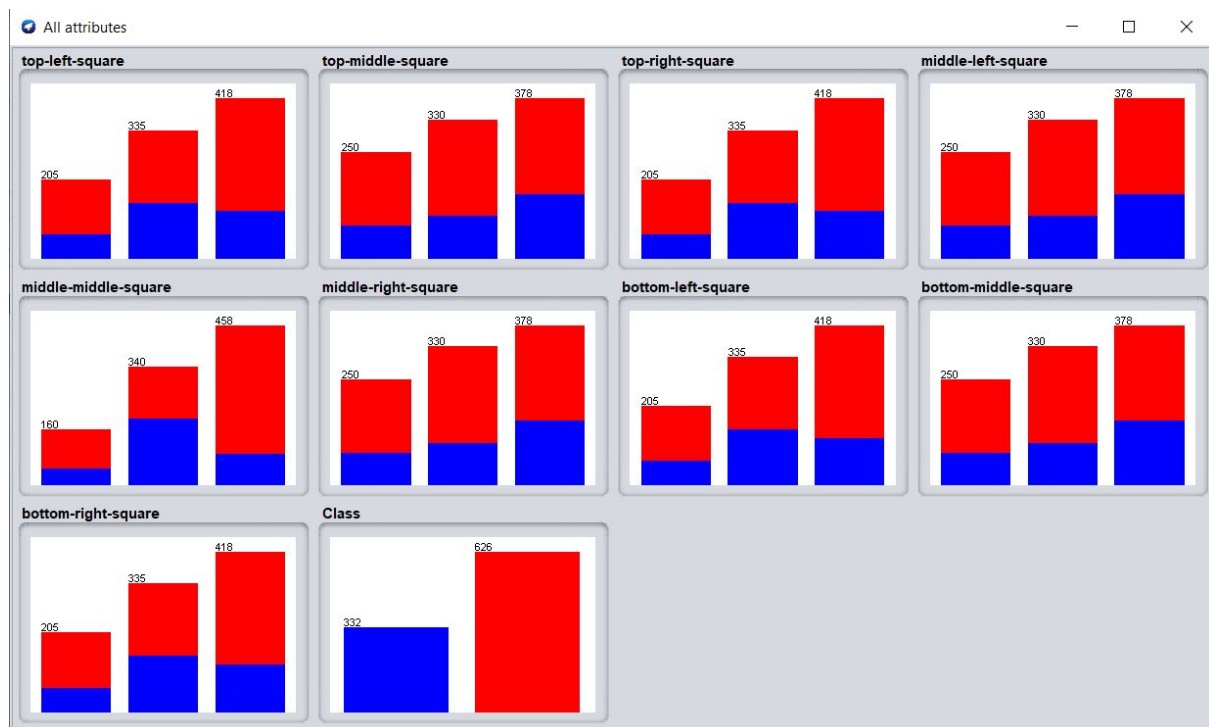 All attributes
top-left-square
205
335
418
top-middle-square
250
330
378
top-right-square
205
335
418
middle-left-square
250
330
378
middle-middle-square
160
340
458
middle-right-square
250
330
378
bottom-left-square
205
335
418
bottom-middle-square
250
330
378
bottom-right-square
205
335
418
Class
332
626